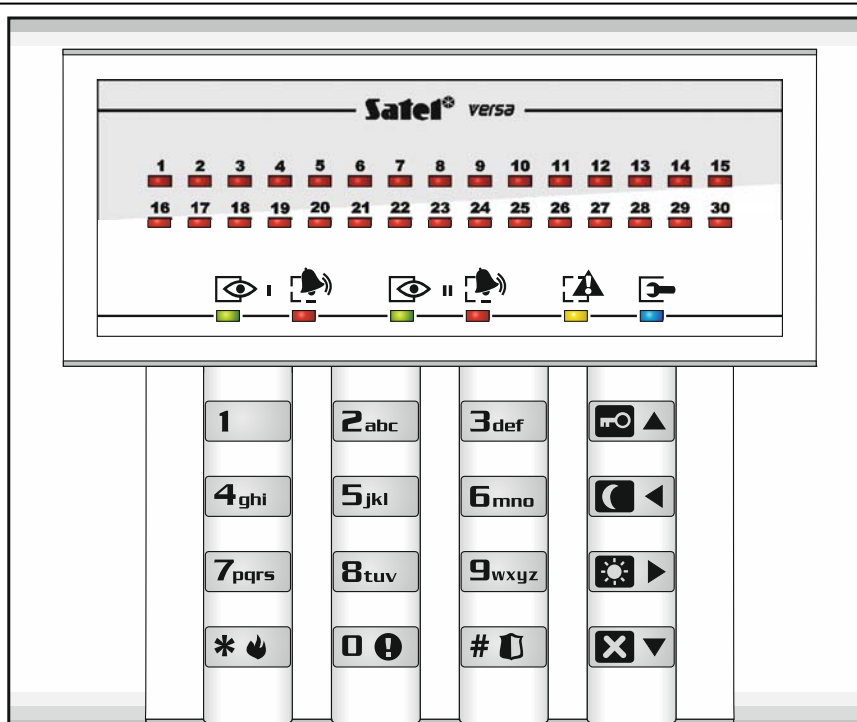 Satel® versa
1 2 3 4 5 6 7 8 9 10 11 12 13 14 15
16 17 18 19 20 21 22 23 24 25 26 27 28 29 30
I II
1 2abc 3def
4ghi 5jkl 6mno
7pqrs 8tuv 9wxyz
* 0 #